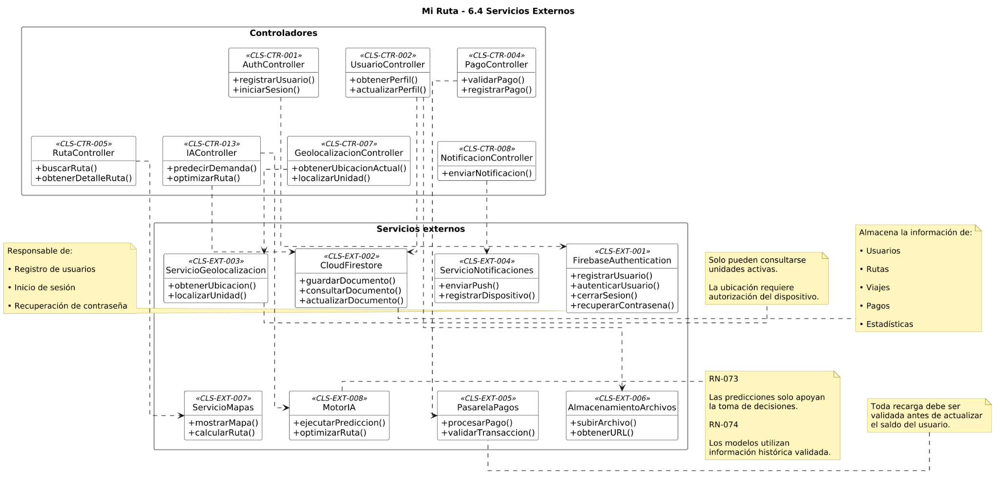 Mi Ruta - 6.4 Servicios Externos
Controladores
«CLS-CTR-001»
AuthController
+registrarUsuario()
+iniciarSesion()
«CLS-CTR-002»
UsuarioController
+obtenerPerfil()
+actualizarPerfil()
«CLS-CTR-004»
PagoController
+validarPago()
+registrarPago()
«CLS-CTR-005»
RutaController
+buscarRuta()
+obtenerDetalleRuta()
«CLS-CTR-013»
IAController
+predecirDemanda()
+optimizarRuta()
«CLS-CTR-007»
GeolocalizacionController
+obtenerUbicacionActual()
+localizarUnidad()
«CLS-CTR-008»
NotificacionController
+enviarNotificacion()
Servicios externos
Responsable de:
• Registro de usuarios
• Inicio de sesión
• Recuperación de contraseña
«CLS-EXT-003»
ServicioGeolocalizacion
+obtenerUbicacion()
+localizarUnidad()
«CLS-EXT-002»
CloudFirestore
+guardarDocumento()
+consultarDocumento()
+actualizarDocumento()
«CLS-EXT-004»
ServicioNotificaciones
+enviarPush()
+registrarDispositivo()
«CLS-EXT-001»
FirebaseAuthentication
+registrarUsuario()
+autenticarUsuario()
+cerrarSesion()
+recuperarContrasena()
Solo pueden consultarse
unidades activas.
La ubicación requiere
autorización del dispositivo.
Almacena la información de:
• Usuarios
• Rutas
• Viajes
• Pagos
• Estadísticas
«CLS-EXT-007»
ServicioMapas
+mostrarMapa()
+calcularRuta()
«CLS-EXT-008»
MotorIA
+ejecutarPrediccion()
+optimizarRuta()
«CLS-EXT-005»
PasarelaPagos
+procesarPago()
+validarTransaccion()
«CLS-EXT-006»
AlmacenamientoArchivos
+subirArchivo()
+obtenerURL()
RN-073
Las predicciones solo apoyan
la toma de decisiones.
RN-074
Los modelos utilizan
información histórica validada.
Toda recarga debe ser
validada antes de actualizar
el saldo del usuario.